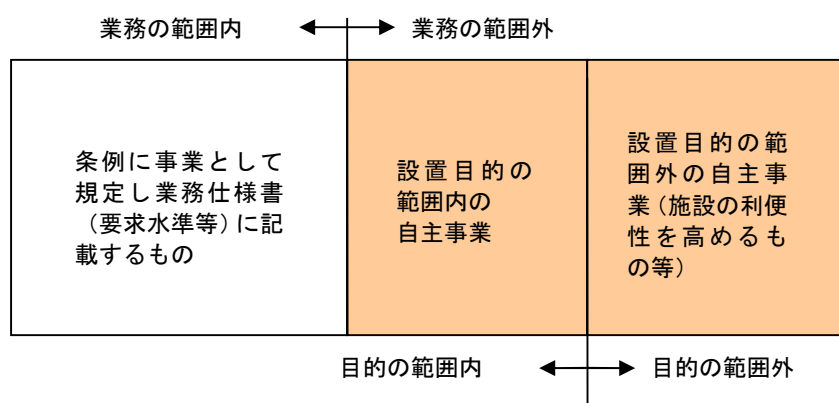 業務の範囲内
業務の範囲外
条例に事業として
規定し業務仕様書
（要求水準等）に記
載するもの
設置目的の
範囲内の
自主事業
設置目的の範
囲外の自主事
業（施設の利便
性を高めるも
の等）
目的の範囲内
目的の範囲外